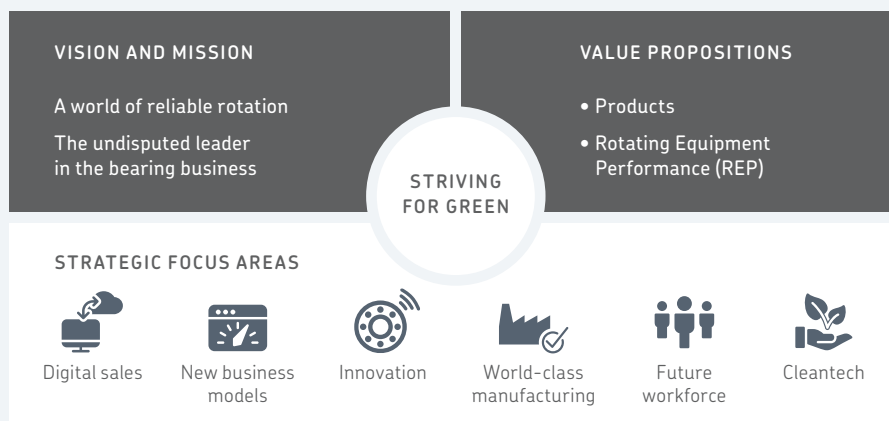 VISION AND MISSION
A world of reliable rotation
The undisputed leader
in the bearing business
VALUE PROPOSITIONS
• Products
• Rotating Equipment
Performance (REP)
STRIVING
FOR GREEN
STRATEGIC FOCUS AREAS
Digital sales
New business
models
Innovation
World-class
manufacturing
Future
workforce
Cleantech